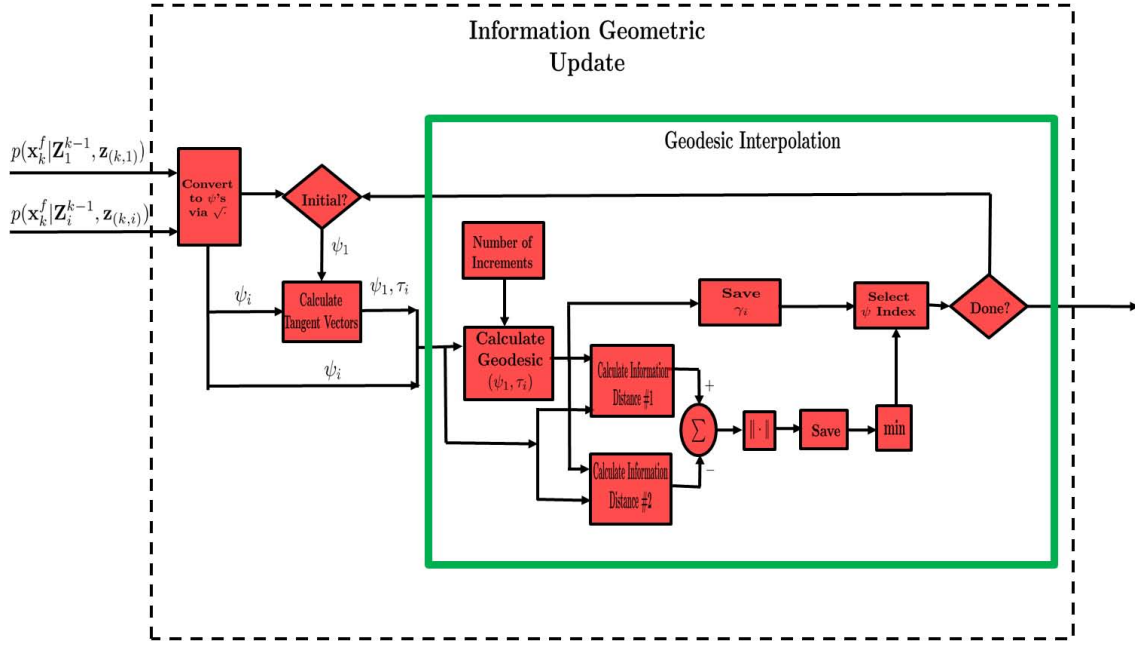 Information Geometric
Update
Geodesic Interpolation
p(x_k^f|Z_1^{k-1}, z_{(k,1)})
p(x_k^f|Z_i^{k-1}, z_{(k,i)})
Convert
to ψ's
via √·
Initial?
ψ_1
ψ_i
Calculate
Tangent Vectors
ψ_1, τ_i
ψ_i
Number of
Increments
Calculate
Geodesic
(ψ_1, τ_i)
Save
γ_i
Select
ψ Index
Done?
Calculate Information
Distance #1
+
∑
−
‖ · ‖
Save
min
Calculate Information
Distance #2